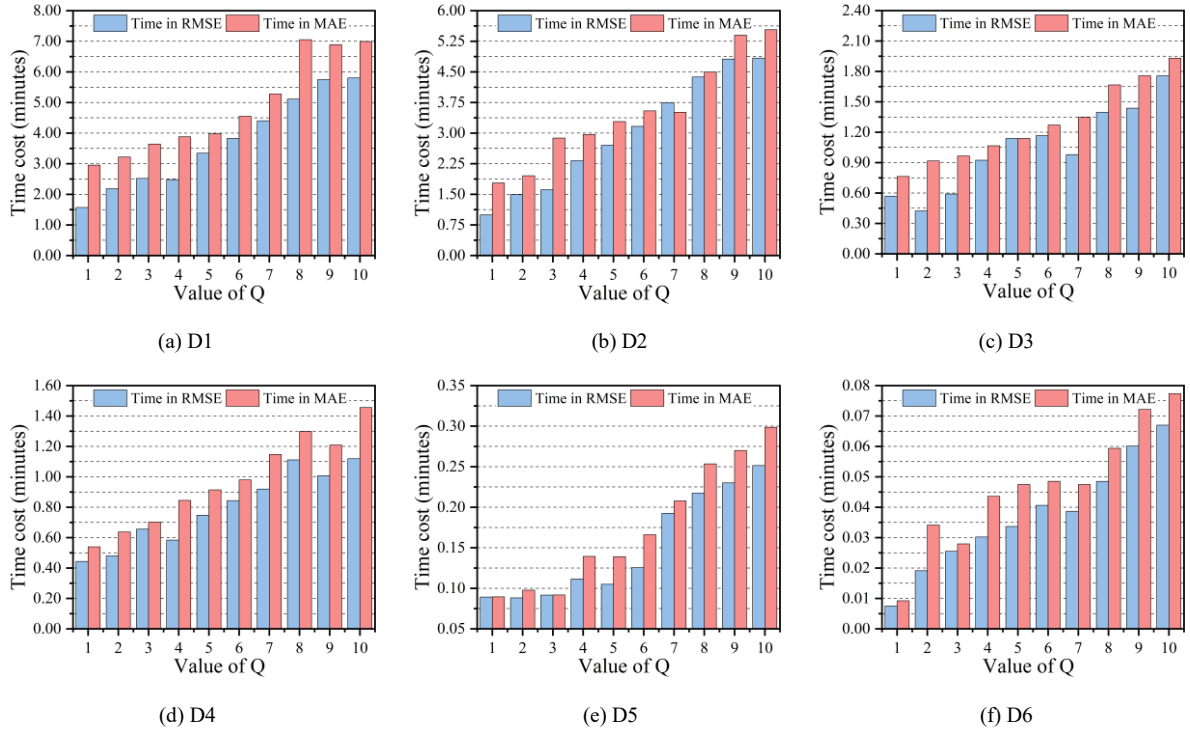 Time in RMSE Time in MAE
8.00
7.00
6.00
5.00
4.00
3.00
2.00
1.00
0.00
Time cost (minutes)
1 2 3 4 5 6 7 8 9 10
Value of Q
(a) D1
Time in RMSE Time in MAE
6.00
5.25
4.50
3.75
3.00
2.25
1.50
0.75
0.00
Time cost (minutes)
1 2 3 4 5 6 7 8 9 10
Value of Q
(b) D2
Time in RMSE Time in MAE
2.40
2.10
1.80
1.50
1.20
0.90
0.60
0.30
0.00
Time cost (minutes)
1 2 3 4 5 6 7 8 9 10
Value of Q
(c) D3
Time in RMSE Time in MAE
1.60
1.40
1.20
1.00
0.80
0.60
0.40
0.20
0.00
Time cost (minutes)
1 2 3 4 5 6 7 8 9 10
Value of Q
(d) D4
Time in RMSE Time in MAE
0.35
0.30
0.25
0.20
0.15
0.10
0.05
Time cost (minutes)
1 2 3 4 5 6 7 8 9 10
Value of Q
(e) D5
Time in RMSE Time in MAE
0.08
0.07
0.06
0.05
0.04
0.03
0.02
0.01
0.00
Time cost (minutes)
1 2 3 4 5 6 7 8 9 10
Value of Q
(f) D6